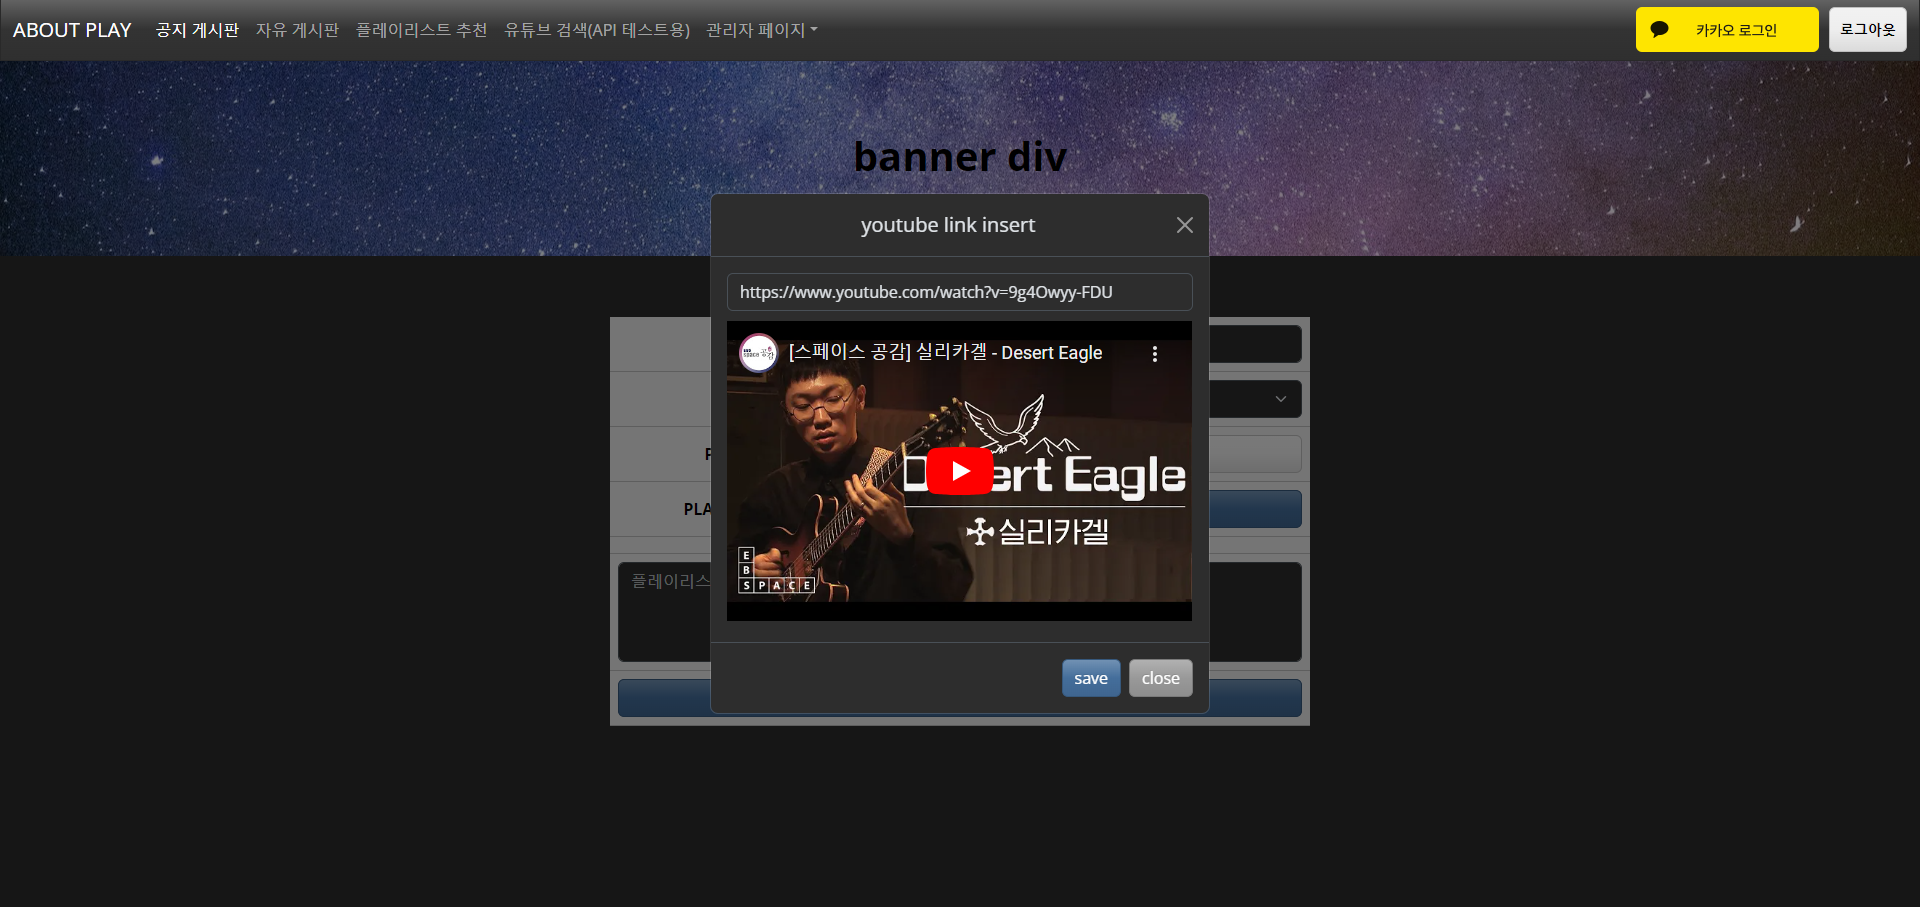 ABOUT PLAY 공지 게시판 자유 게시판 플레이리스트 추천 유튜브 검색(API 테스트용) 관리자 페이지 카카오 로그인 로그아웃
banner div
youtube link insert
https://www.youtube.com/watch?v=9g4Owyy-FDU
[스페이스 공감] 실리카겔 - Desert Eagle
Eagle
실리카겔
E
B
SPACE
PLA
플레이리스
save close